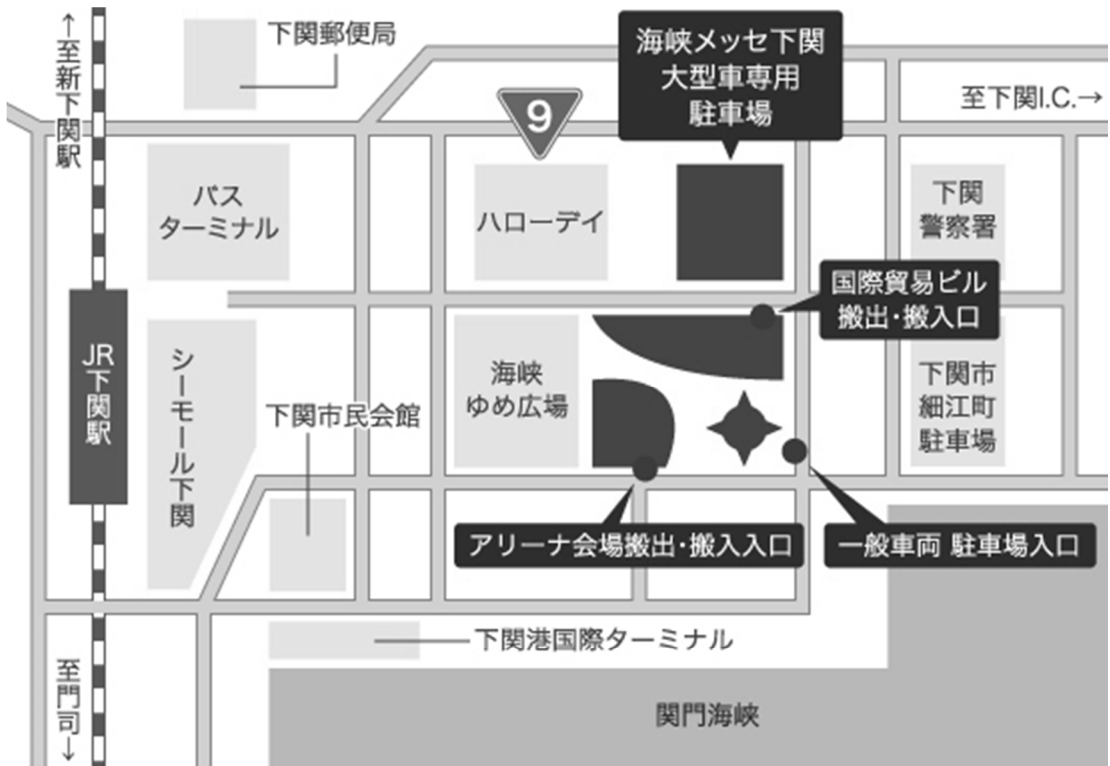 ↑至新下関駅
下関郵便局
海峡メッセ下関
大型車専用
駐車場
9
至下関I.C.→
バス
ターミナル
ハローデイ
下関
警察署
国際貿易ビル
搬出・搬入口
JR下関駅
シーモール下関
海峡
ゆめ広場
下関市
細江町
駐車場
下関市民会館
アリーナ会場搬出・搬入入口
一般車両 駐車場入口
下関港国際ターミナル
至門司↓
関門海峡